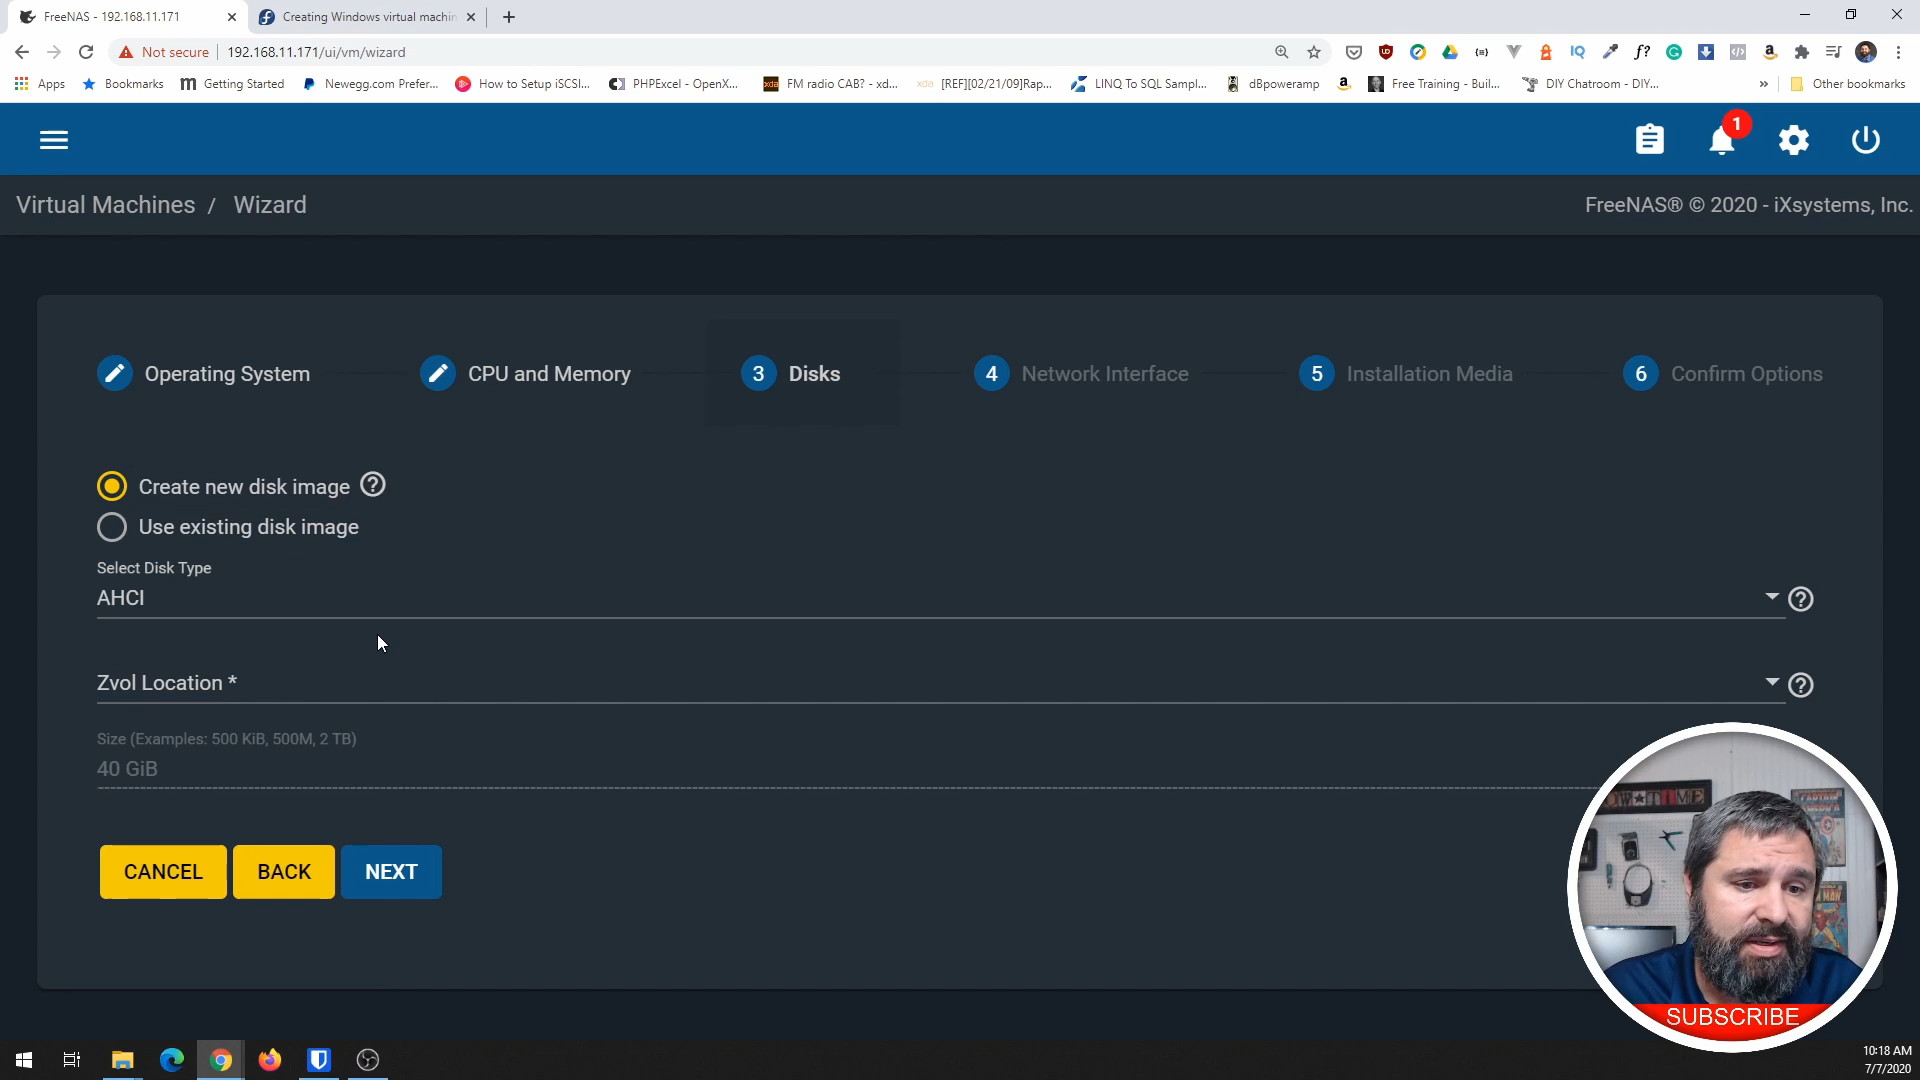 FreeNAS - 192.168.11.171
Creating Windows virtual machin
Not secure
192.168.11.171/ui/vm/wizard
Apps
Bookmarks
Getting Started
Newegg.com Prefer...
How to Setup iSCSI...
PHPExcel - OpenX...
FM radio CAB? - xd...
[REF][02/21/09]Rap...
LINQ To SQL Sampl...
dBpoweramp
Free Training - Buil...
DIY Chatroom - DIY...
»
Other bookmarks
1
Virtual Machines / Wizard
FreeNAS® © 2020 - iXsystems, Inc.
Operating System
CPU and Memory
3 Disks
4 Network Interface
5 Installation Media
6 Confirm Options
Create new disk image
Use existing disk image
Select Disk Type
AHCI
Zvol Location *
Size (Examples: 500 KiB, 500M, 2 TB)
40 GiB
CANCEL
BACK
NEXT
SUBSCRIBE
10:18 AM
7/7/2020